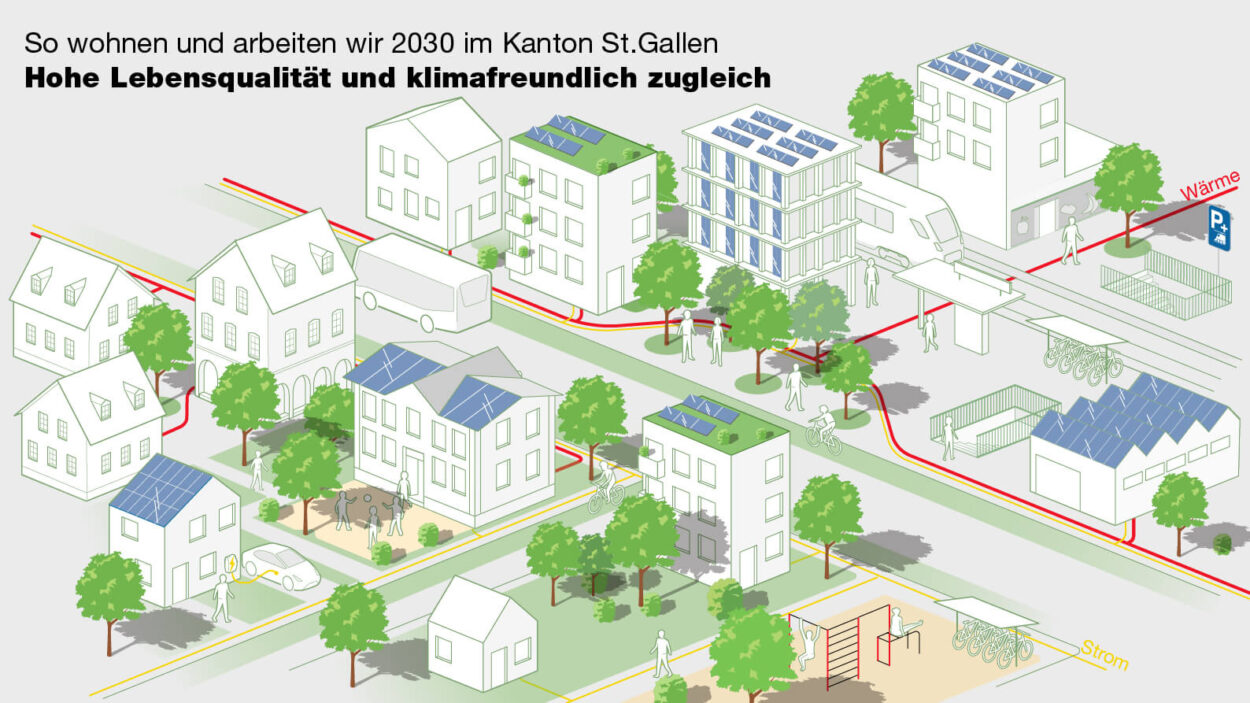 So wohnen und arbeiten wir 2030 im Kanton St.Gallen
Hohe Lebensqualität und klimafreundlich zugleich
Wärme
P+
Strom